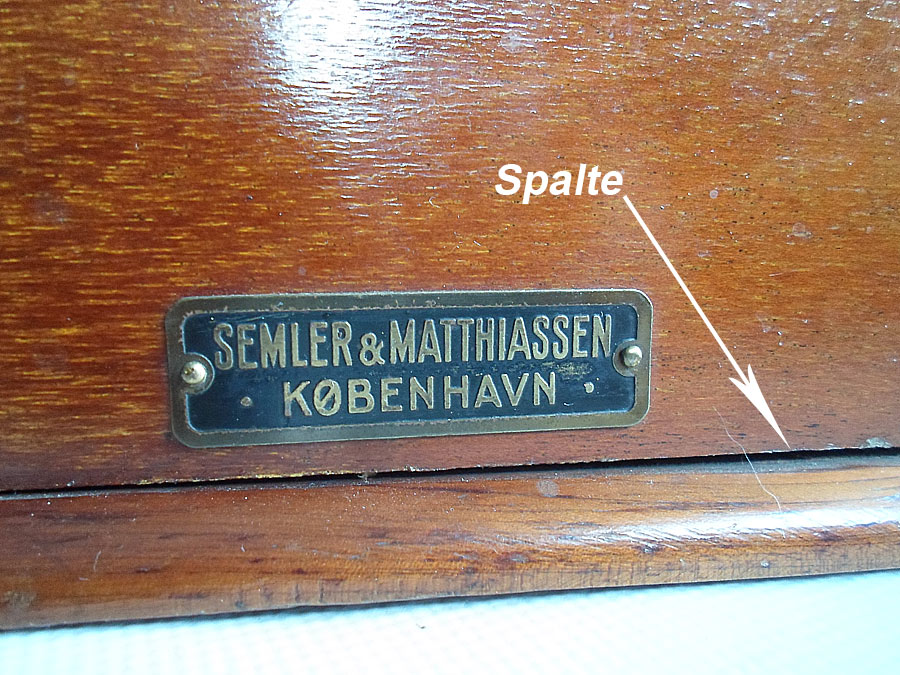 Spalte
SEMLER & MATTHIASSEN
KØBENHAVN